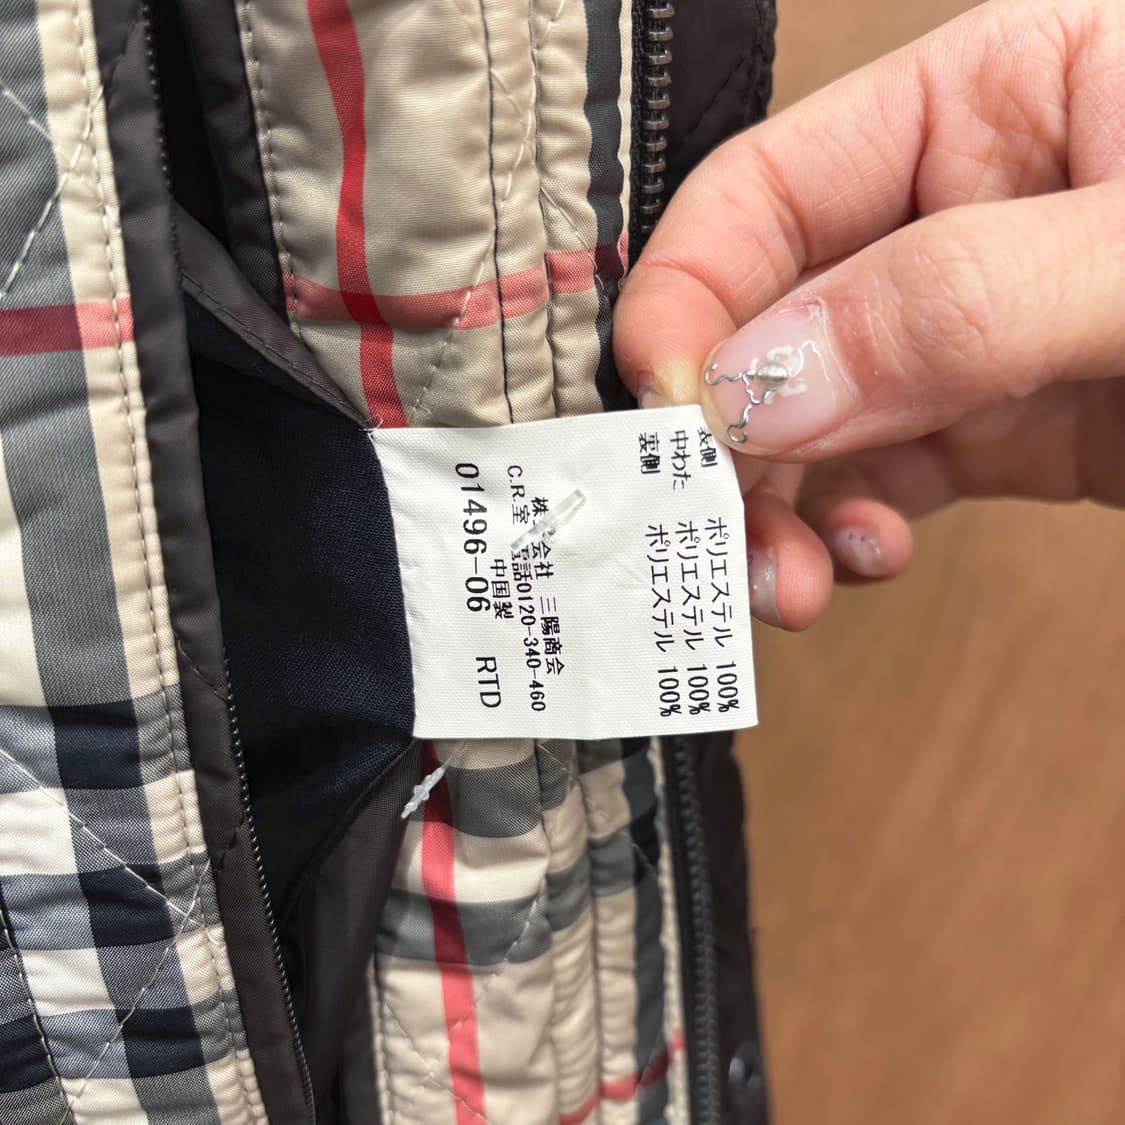 表側 ポリエステル 100%
中わた ポリエステル 100%
裏側 ポリエステル 100%
株 会社 三陽商会
C.R.室 電話0120-340-460
中国製
01496-06 RTD